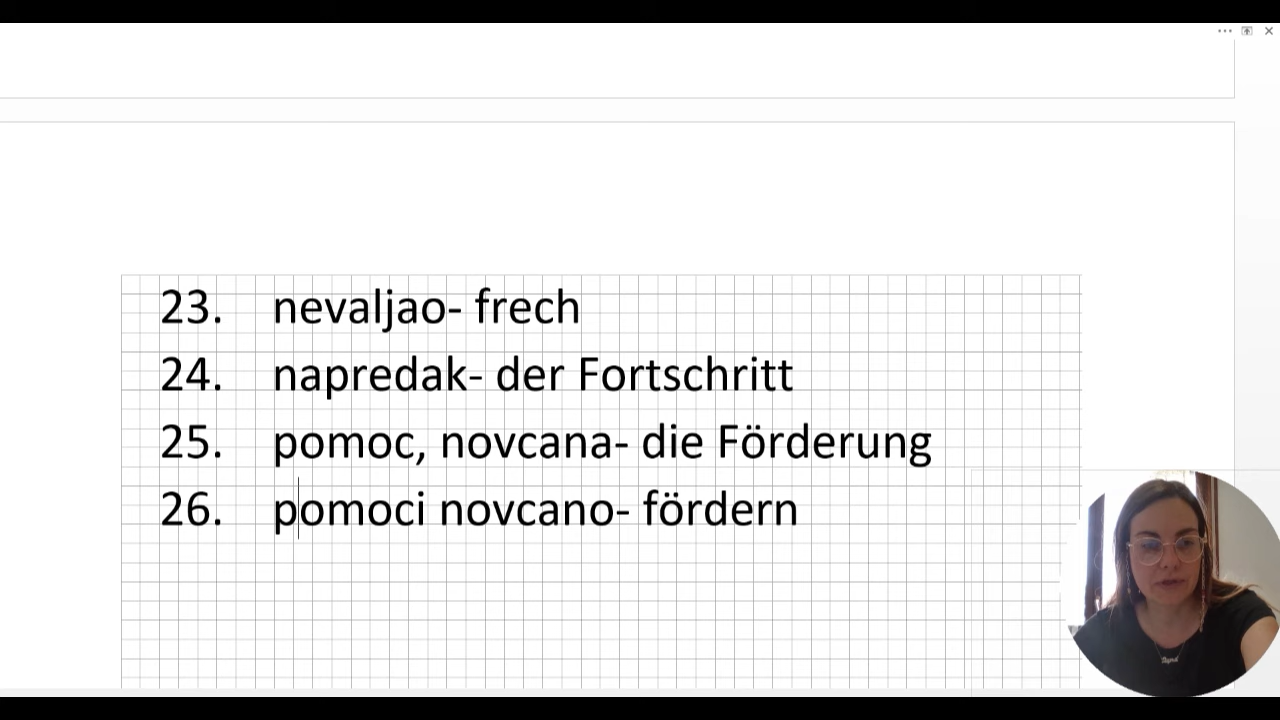 23. nevaljao- frech
24. napredak- der Fortschritt
25. pomoc, novcana- die Förderung
26. pomoci novcano- fördern